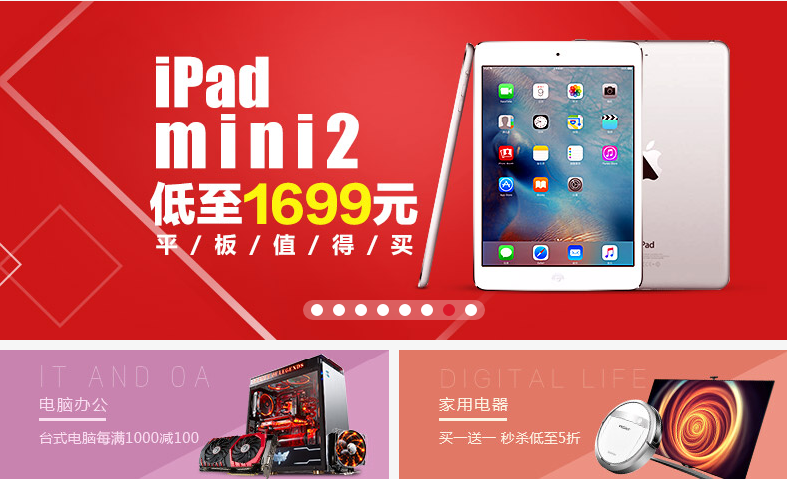 iPad
mini2
低至1699元
平/板/值/得/买
Pad
IT AND OA
电脑办公
台式电脑每满1000减100
DIGITAL LIFE
家用电器
买一送一 秒杀低至5折